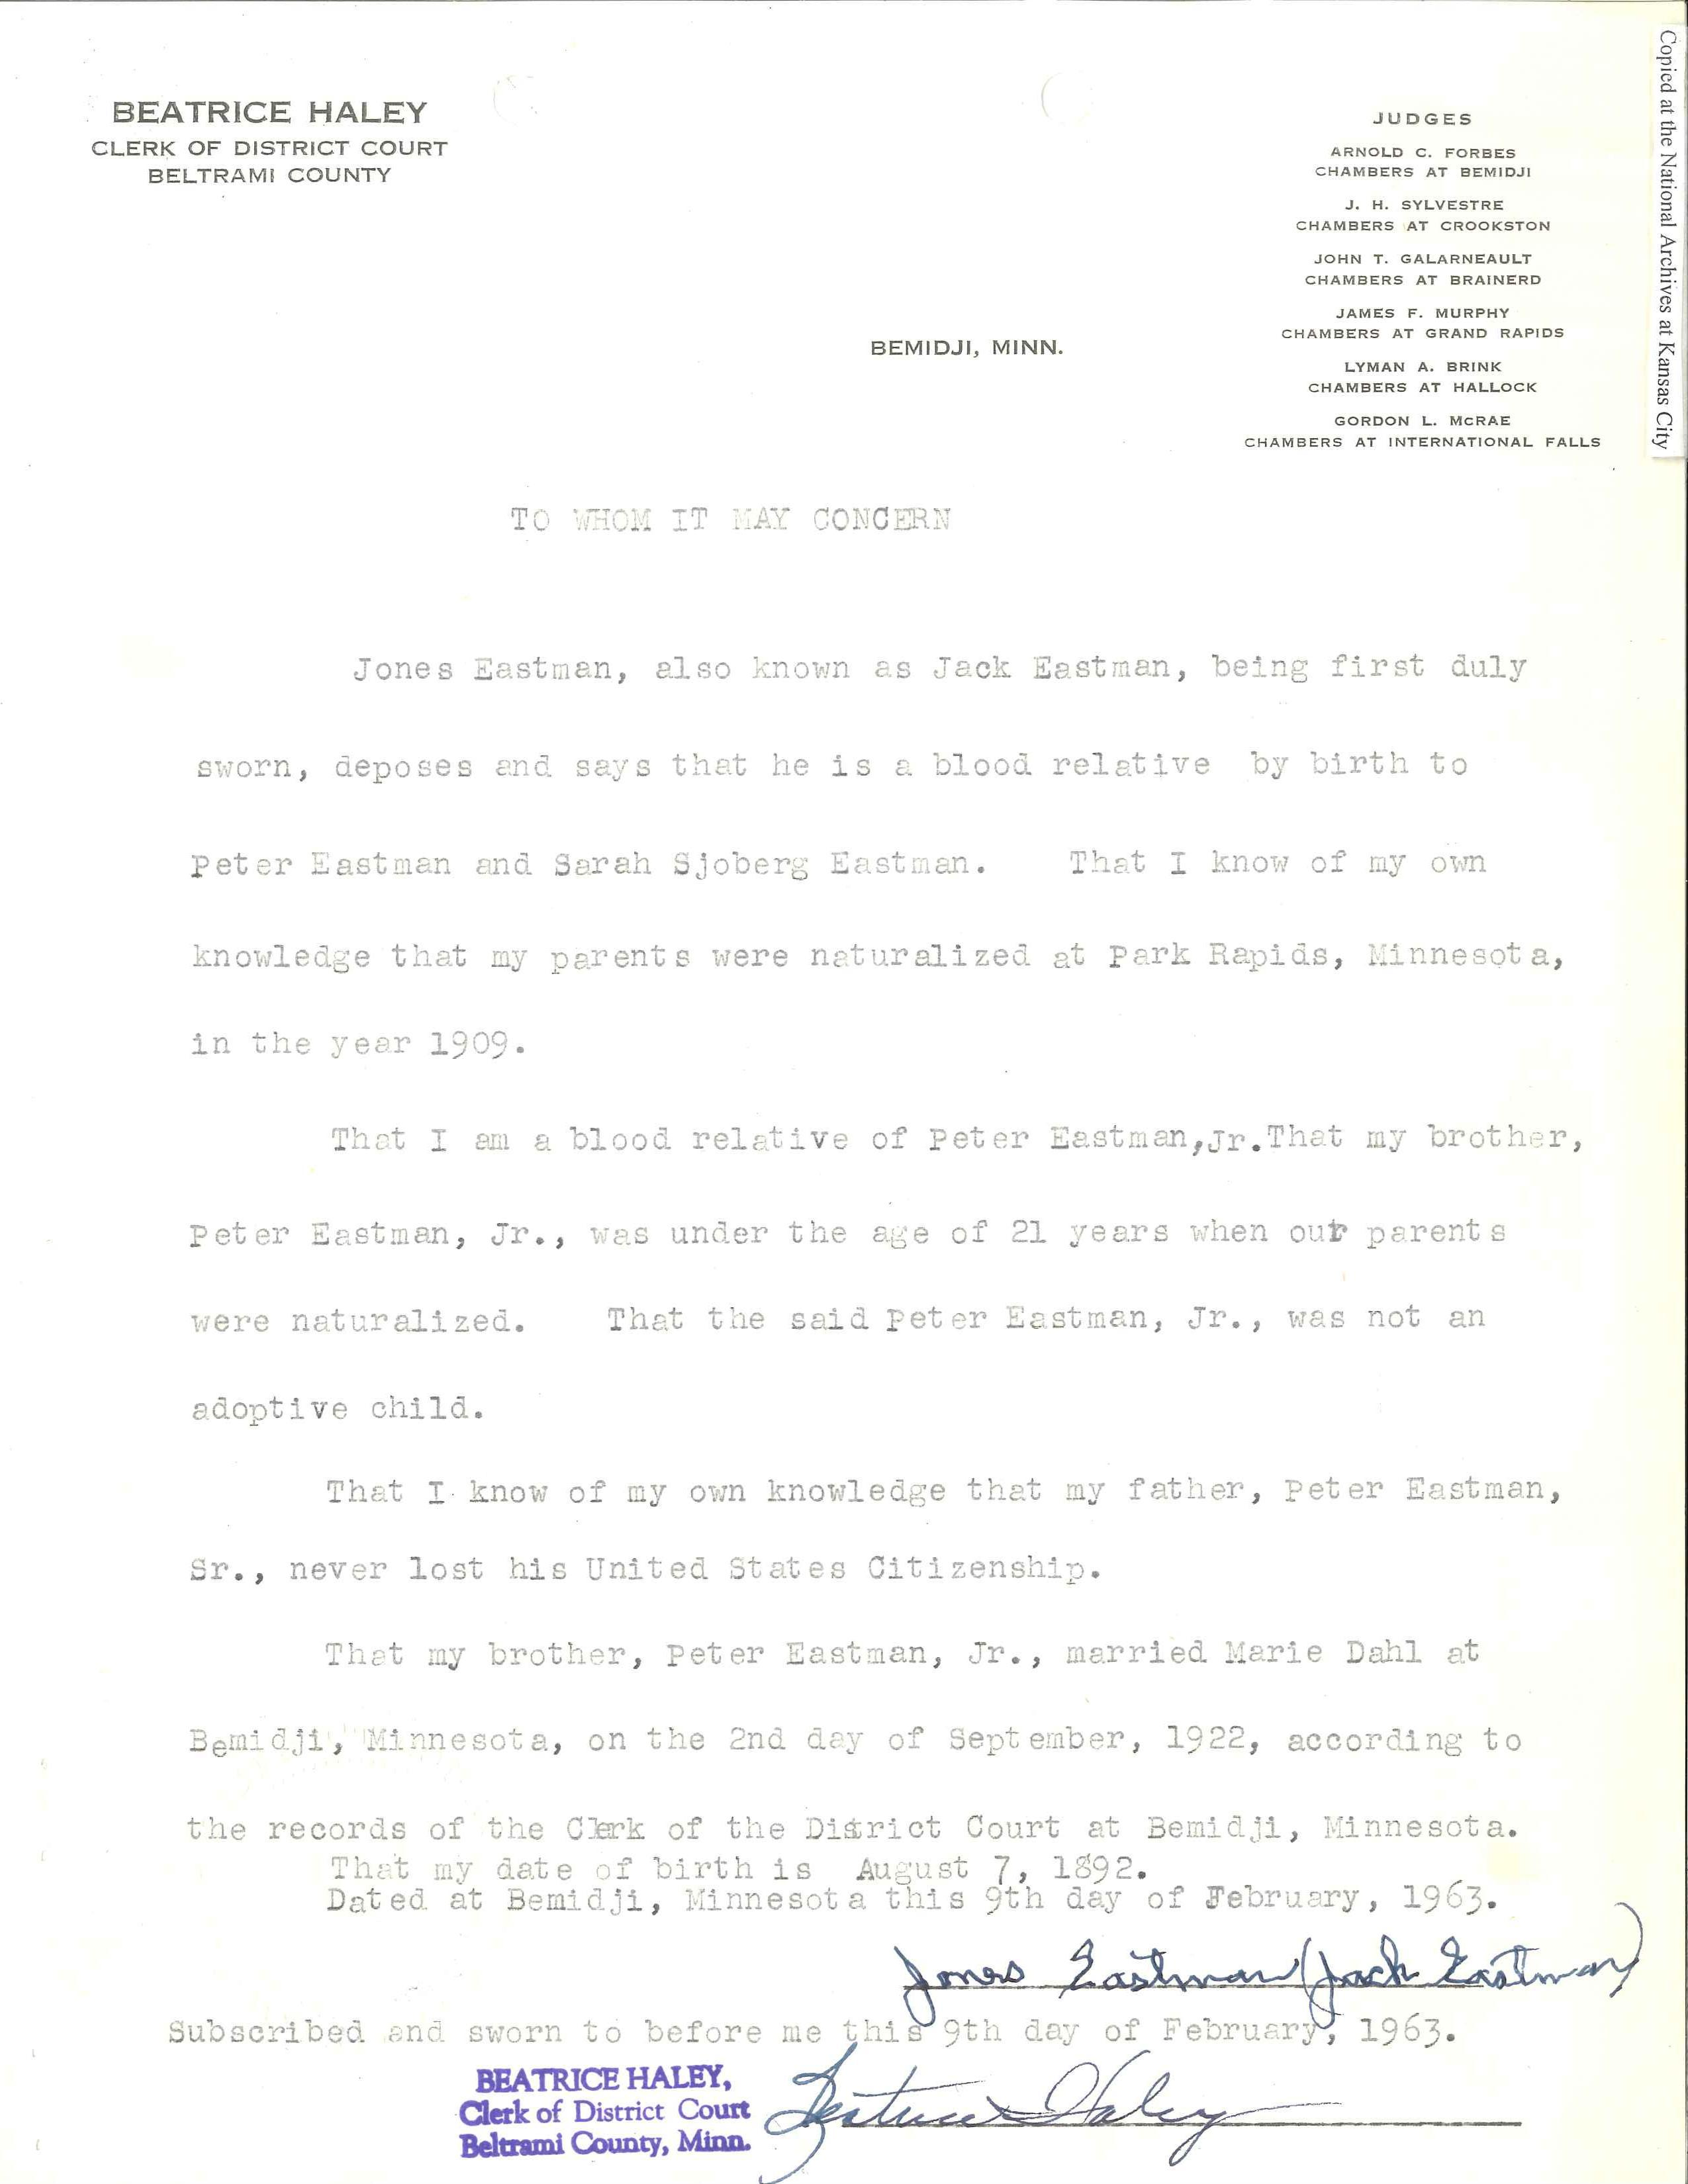 BEATRICE HALEY
CLERK OF DISTRICT COURT
BELTRAMI COUNTY
JUDGES
ARNOLD C. FORBES
CHAMBERS AT BEMIDJI
J. H. SYLVESTRE
CHAMBERS AT CROOKSTON
JOHN T. GALARNEAULT
CHAMBERS AT BRAINERD
JAMES F. MURPHY
CHAMBERS AT GRAND RAPIDS
LYMAN A. BRINK
CHAMBERS AT HALLOCK
GORDON L. McRAE
CHAMBERS AT INTERNATIONAL FALLS
Copied at the National Archives at Kansas City
BEMIDJI, MINN.
TO WHOM IT MAY CONCERN
Jones Eastman, also known as Jack Eastman, being first duly
sworn, deposes and says that he is a blood relative by birth to
Peter Eastman and Sarah Sjoberg Eastman. That I know of my own
knowledge that my parents were naturalized at Park Rapids, Minnesota,
in the year 1909.
That I am a blood relative of Peter Eastman,Jr.That my brother,
Peter Eastman, Jr., was under the age of 21 years when our parents
were naturalized. That the said Peter Eastman, Jr., was not an
adoptive child.
That I know of my own knowledge that my father, Peter Eastman,
Sr., never lost his United States Citizenship.
That my brother, Peter Eastman, Jr., married Marie Dahl at
Bemidji, Minnesota, on the 2nd day of September, 1922, according to
the records of the Clerk of the District Court at Bemidji, Minnesota.
That my date of birth is August 7, 1892.
Dated at Bemidji, Minnesota this 9th day of February, 1963.
Jones Eastman (Jack Eastman)
Subscribed and sworn to before me this 9th day of February, 1963.
BEATRICE HALEY,
Clerk of District Court
Beltrami County, Minn.
Beatrice Haley